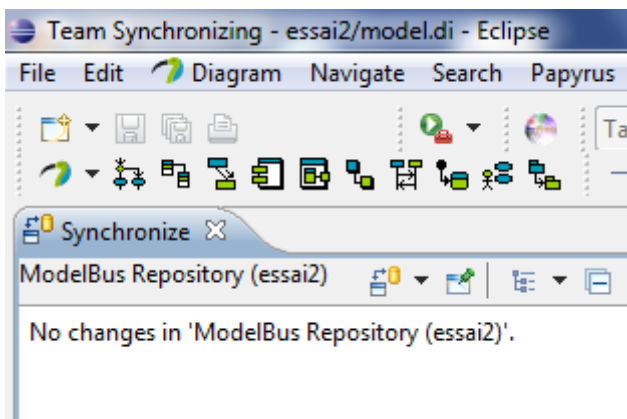 Team Synchronizing - essai2/model.di - Eclipse
File Edit Diagram Navigate Search Papyrus
Ta
Synchronize
ModelBus Repository (essai2)
No changes in 'ModelBus Repository (essai2)'.